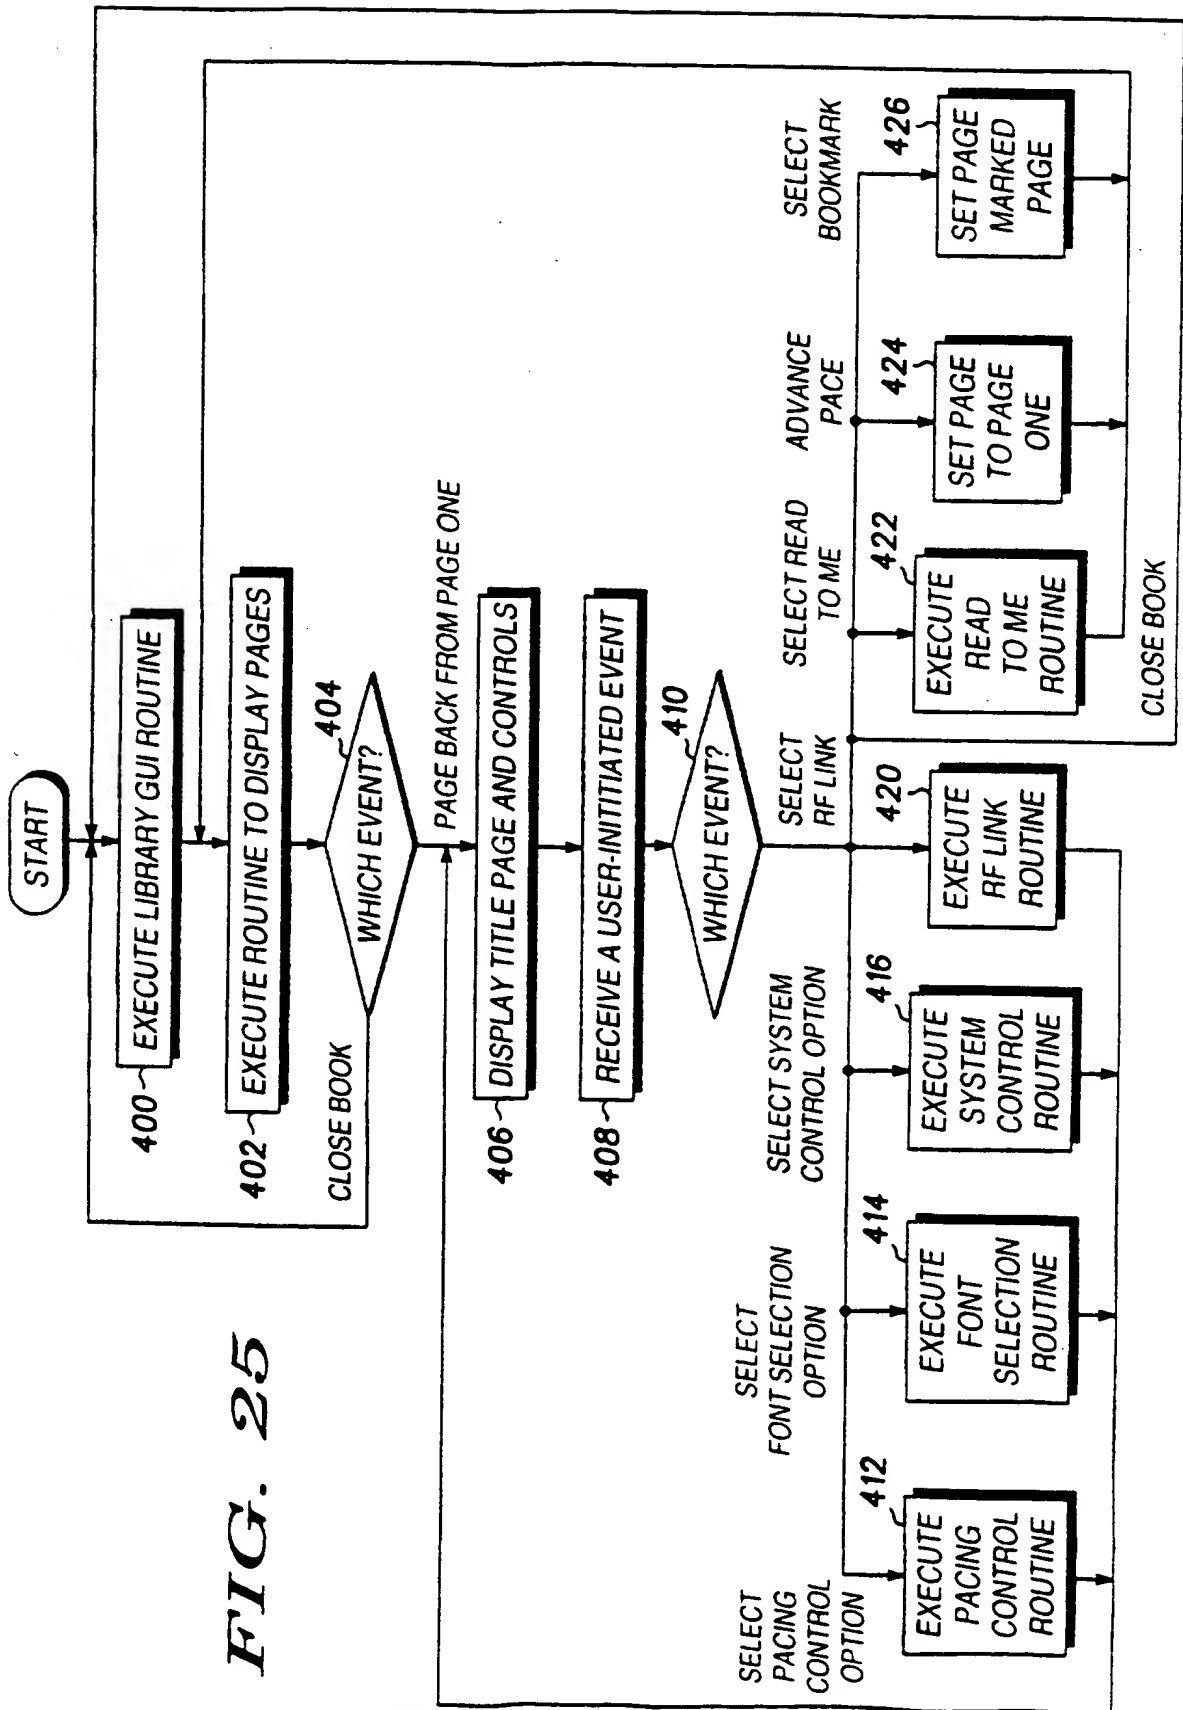 START
400
EXECUTE LIBRARY GUI ROUTINE
402
EXECUTE ROUTINE TO DISPLAY PAGES
404
WHICH EVENT?
CLOSE BOOK
PAGE BACK FROM PAGE ONE
406
DISPLAY TITLE PAGE AND CONTROLS
408
RECEIVE A USER-INITIATED EVENT
410
WHICH EVENT?
SELECT
PACING
CONTROL
OPTION
412
EXECUTE
PACING
CONTROL
ROUTINE
SELECT
FONT SELECTION
OPTION
414
EXECUTE
FONT
SELECTION
ROUTINE
SELECT SYSTEM
CONTROL OPTION
416
EXECUTE
SYSTEM
CONTROL
ROUTINE
SELECT
RF LINK
420
EXECUTE
RF LINK
ROUTINE
SELECT READ
TO ME
422
EXECUTE
READ
TO ME
ROUTINE
ADVANCE
PACE
424
SET PAGE
TO PAGE
ONE
SELECT
BOOKMARK
426
SET PAGE
MARKED
PAGE
CLOSE BOOK
FIG. 25